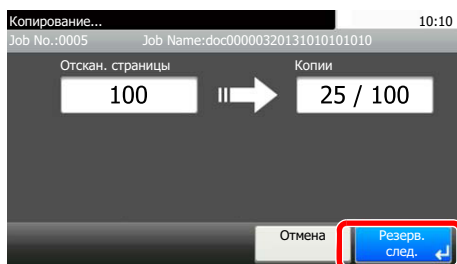 Копирование... 10:10
Job No.:0005 Job Name:doc00000320131010101010
Отскан. страницы Копии
100 25 / 100
Отмена Резерв.
след.